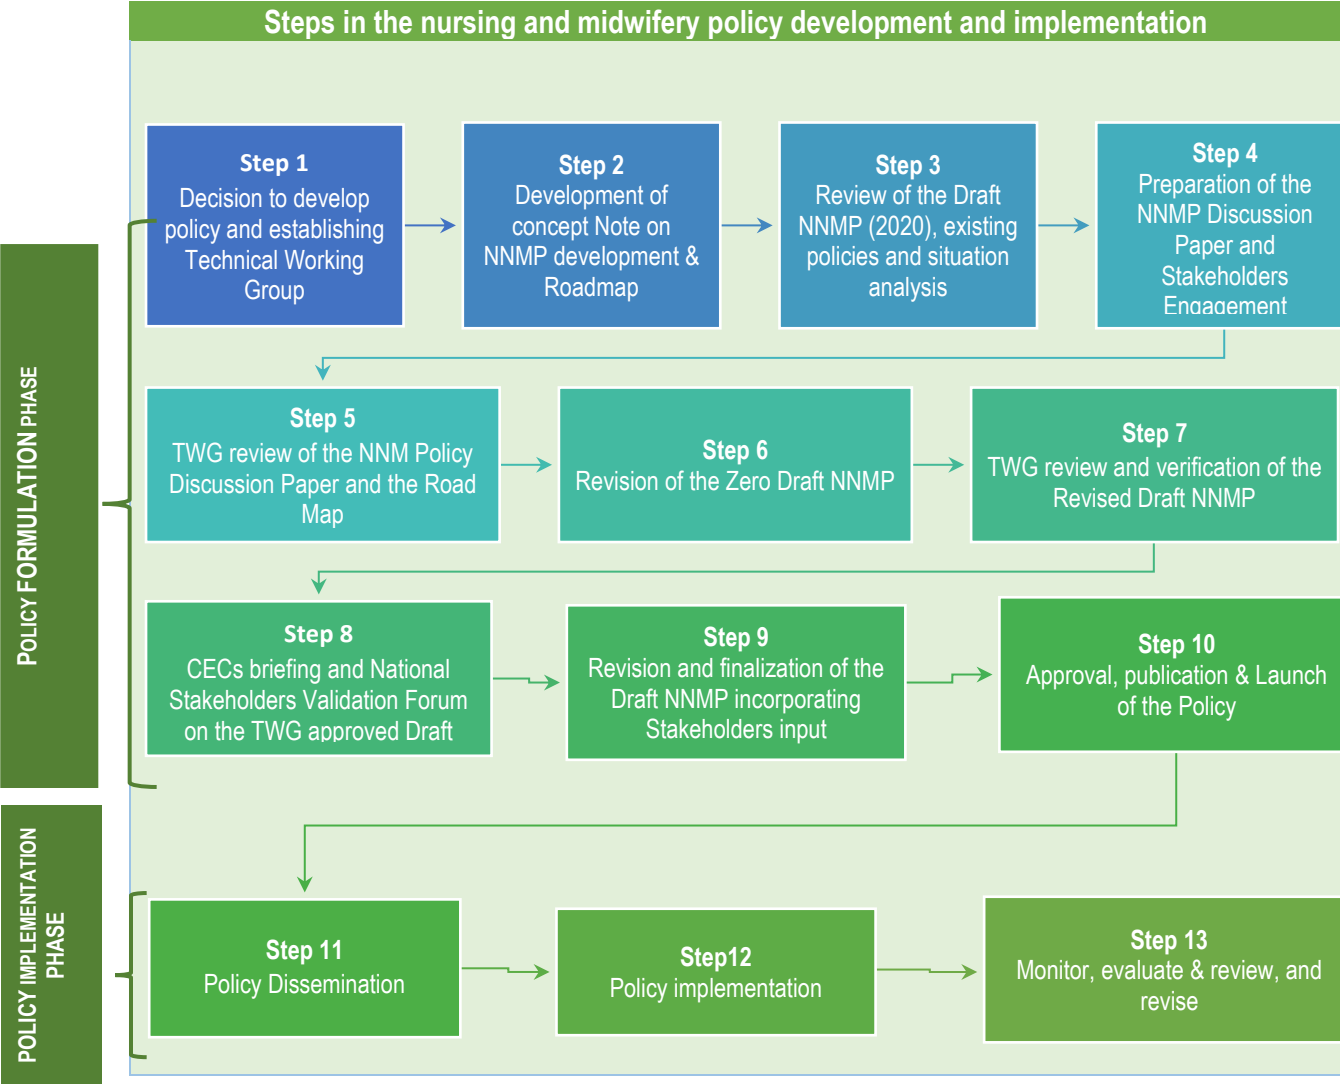 Steps in the nursing and midwifery policy development and implementation
Step 1
Decision to develop
policy and establishing
Technical Working
Group
Step 2
Development of
concept Note on
NNMP development &
Roadmap
Step 3
Review of the Draft
NNMP (2020), existing
policies and situation
analysis
Step 4
Preparation of the
NNMP Discussion
Paper and
Stakeholders
Engagement
POLICY FORMULATION PHASE
Step 5
TWG review of the NNM Policy
Discussion Paper and the Road
Map
Step 6
Revision of the Zero Draft NNMP
Step 7
TWG review and verification of the
Revised Draft NNMP
Step 8
CECs briefing and National
Stakeholders Validation Forum
on the TWG approved Draft
Step 9
Revision and finalization of the
Draft NNMP incorporating
Stakeholders input
Step 10
Approval, publication & Launch
of the Policy
POLICY IMPLEMENTATION
PHASE
Step 11
Policy Dissemination
Step12
Policy implementation
Step 13
Monitor, evaluate & review, and
revise